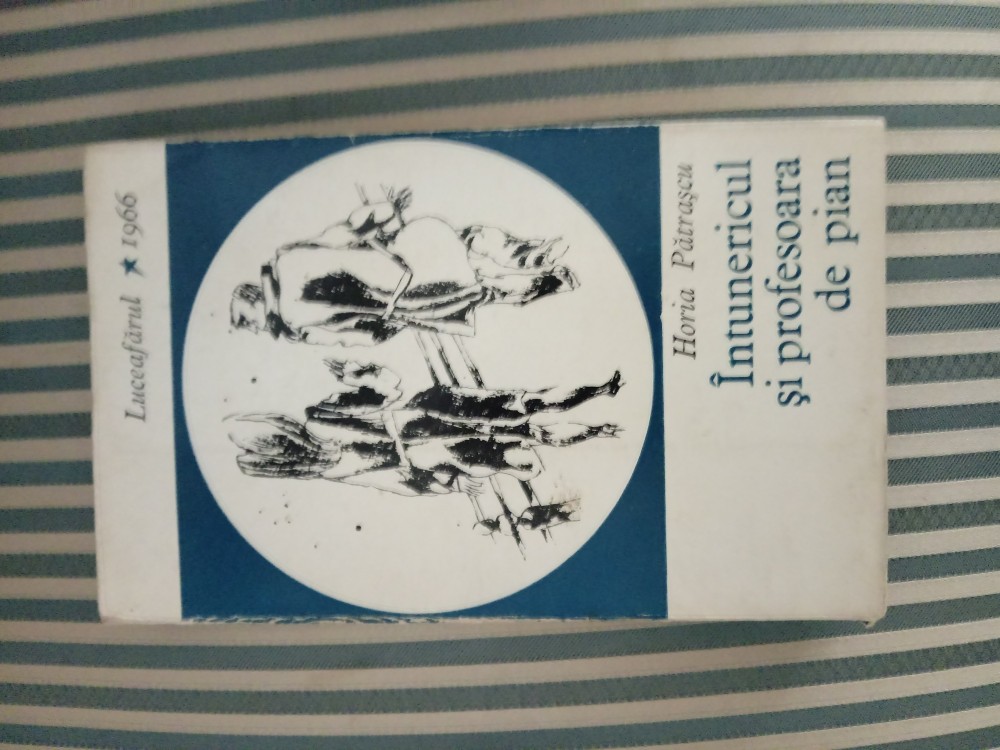 Luceafărul ★ 1966
Horia Pătrașcu
Întunericul
și profesoara
de pian